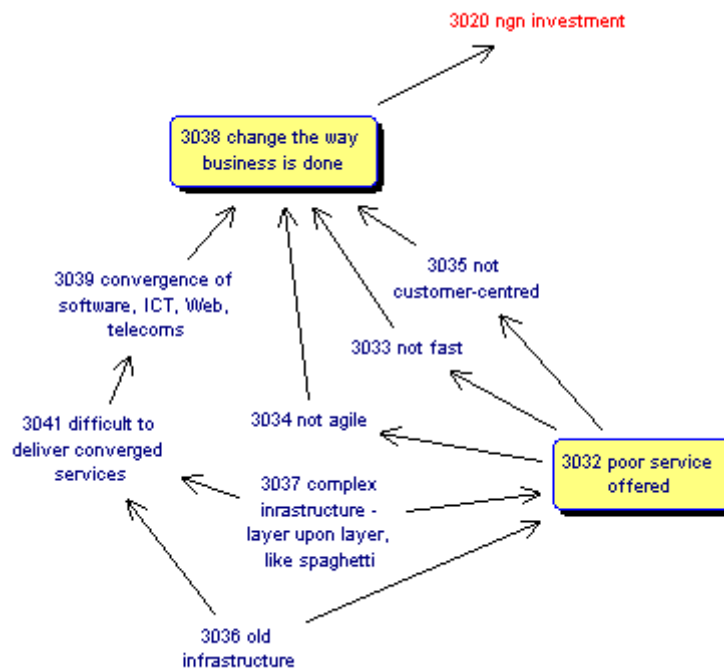 3020 ngn investment
3038 change the way
business is done
3039 convergence of
software, ICT, Web,
telecoms
3035 not
customer-centred
3033 not fast
3034 not agile
3041 difficult to
deliver converged
services
3032 poor service
offered
3037 complex
inrastructure -
layer upon layer,
like spaghetti
3036 old
infrastructure